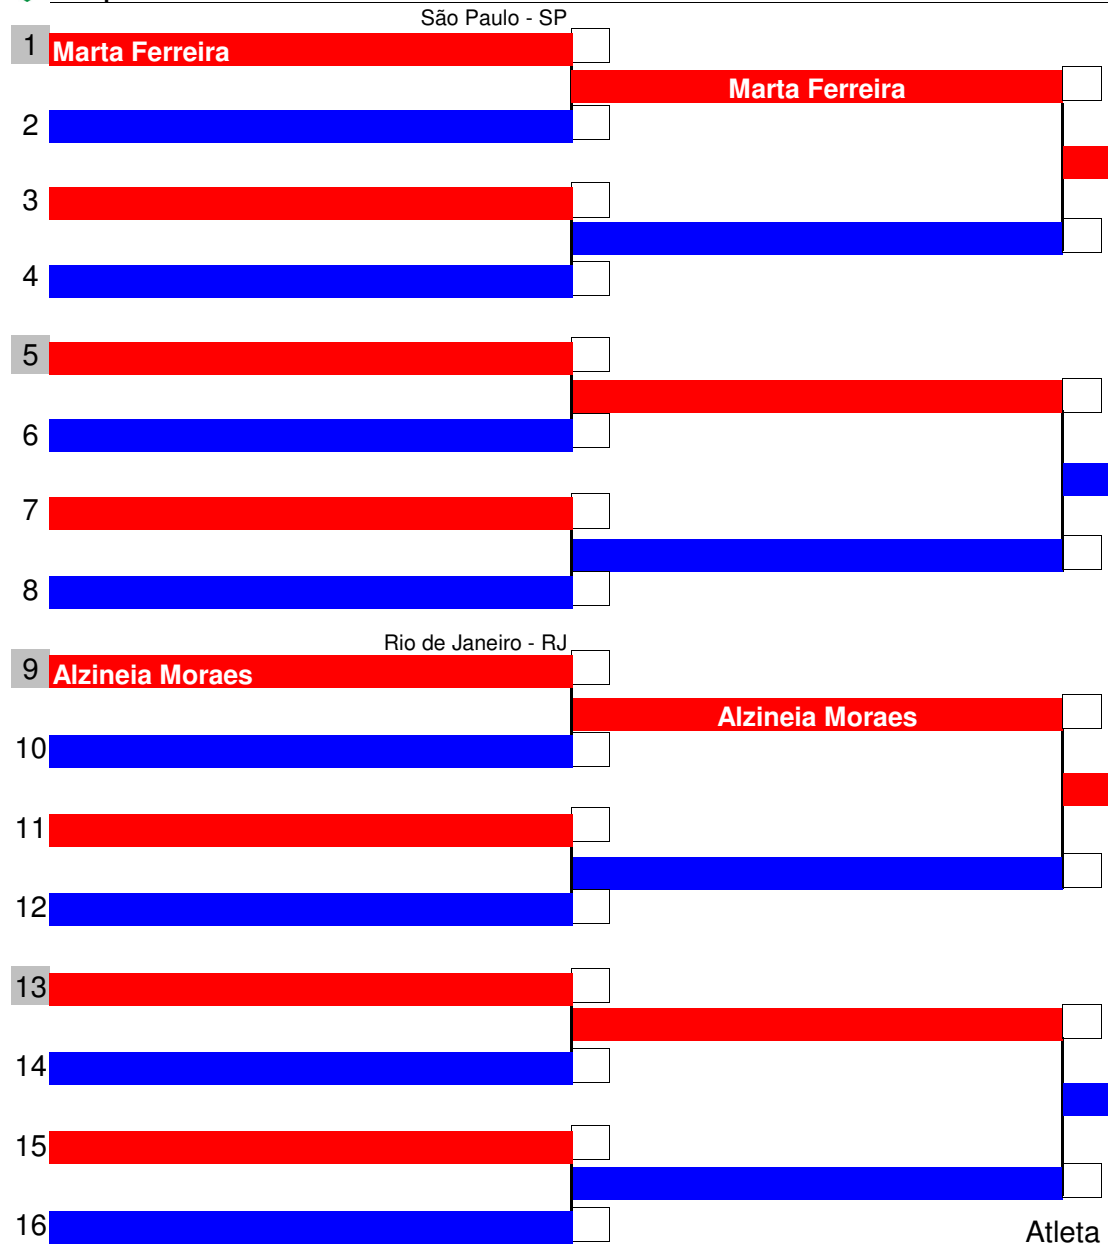 São Paulo - SP
1 Marta Ferreira
Marta Ferreira
2
3
4
5
6
7
8
Rio de Janeiro - RJ
9 Alzineia Moraes
Alzineia Moraes
10
11
12
13
14
15
16
Atleta